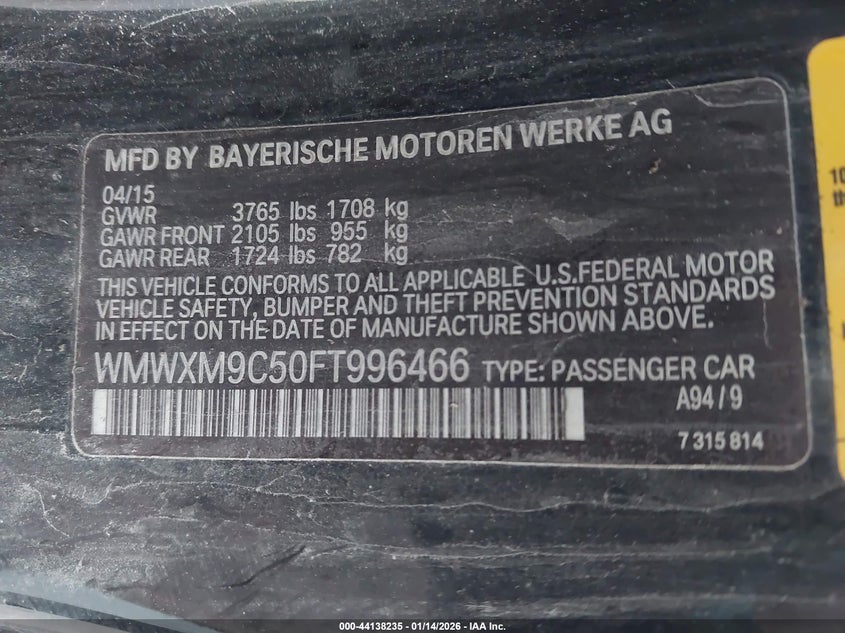 MFD BY BAYERISCHE MOTOREN WERKE AG
04/15
GVWR 3765 lbs 1708 kg
GAWR FRONT 2105 lbs 955 kg
GAWR REAR 1724 lbs 782 kg
THIS VEHICLE CONFORMS TO ALL APPLICABLE U.S.FEDERAL MOTOR
VEHICLE SAFETY, BUMPER AND THEFT PREVENTION STANDARDS
IN EFFECT ON THE DATE OF MANUFACTURE SHOWN ABOVE.
WMWXM9C50FT996466 TYPE: PASSENGER CAR
A94/9
7 315 814
10
th
000-44138235 - 01/14/2026 - IAA Inc.